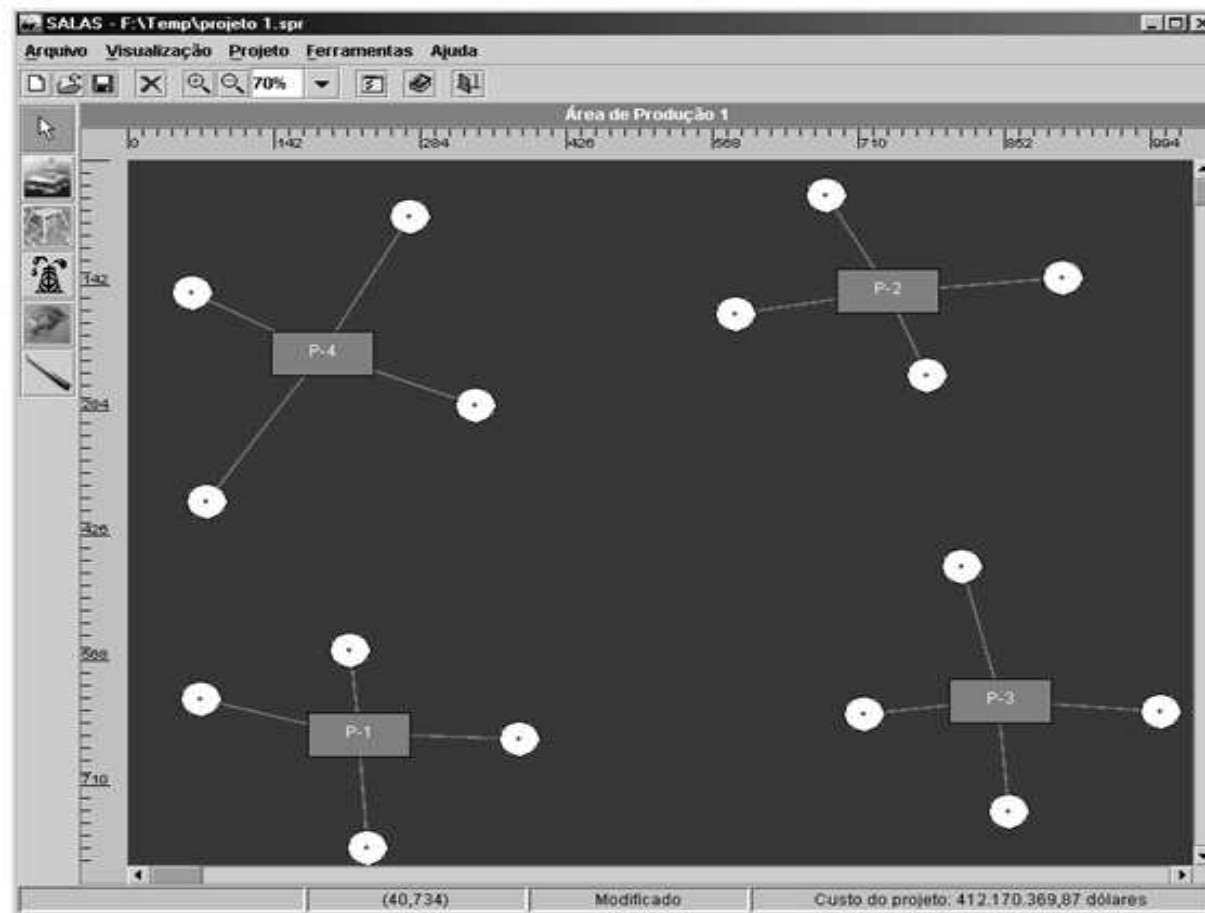 SALAS - F:\Temp\projeto 1.spr
Arquivo Visualização Projeto Ferramentas Ajuda
70%
Área de Produção 1
0 142 284 426 568 710 852 994
142
284
426
568
710
P-4
P-2
P-1
P-3
(40,734) Modificado Custo do projeto: 412.170.369,87 dólares